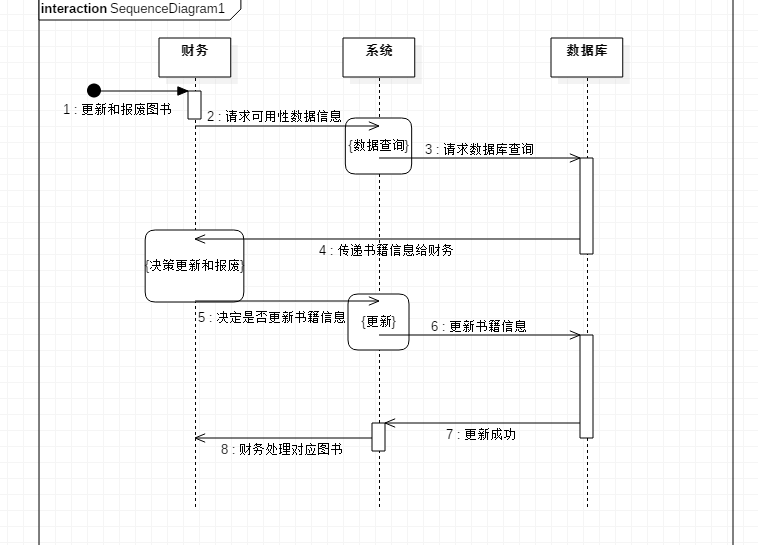 interaction SequenceDiagram1
财务
系统
数据库
1 : 更新和报废图书
2 : 请求可用性数据信息
{数据查询}
3 : 请求数据库查询
4 : 传递书籍信息给财务
{决策更新和报废}
5 : 决定是否更新书籍信息
{更新}
6 : 更新书籍信息
7 : 更新成功
8 : 财务处理对应图书